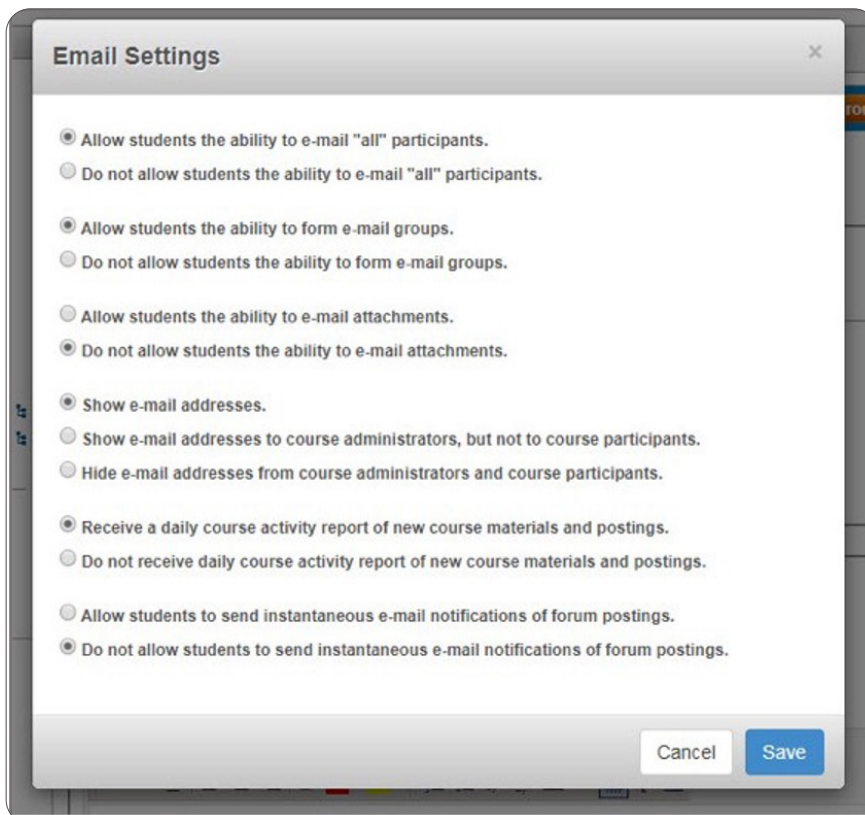 Email Settings
×
Allow students the ability to e-mail "all" participants.
Do not allow students the ability to e-mail "all" participants.
Allow students the ability to form e-mail groups.
Do not allow students the ability to form e-mail groups.
Allow students the ability to e-mail attachments.
Do not allow students the ability to e-mail attachments.
Show e-mail addresses.
Show e-mail addresses to course administrators, but not to course participants.
Hide e-mail addresses from course administrators and course participants.
Receive a daily course activity report of new course materials and postings.
Do not receive daily course activity report of new course materials and postings.
Allow students to send instantaneous e-mail notifications of forum postings.
Do not allow students to send instantaneous e-mail notifications of forum postings.
Cancel Save